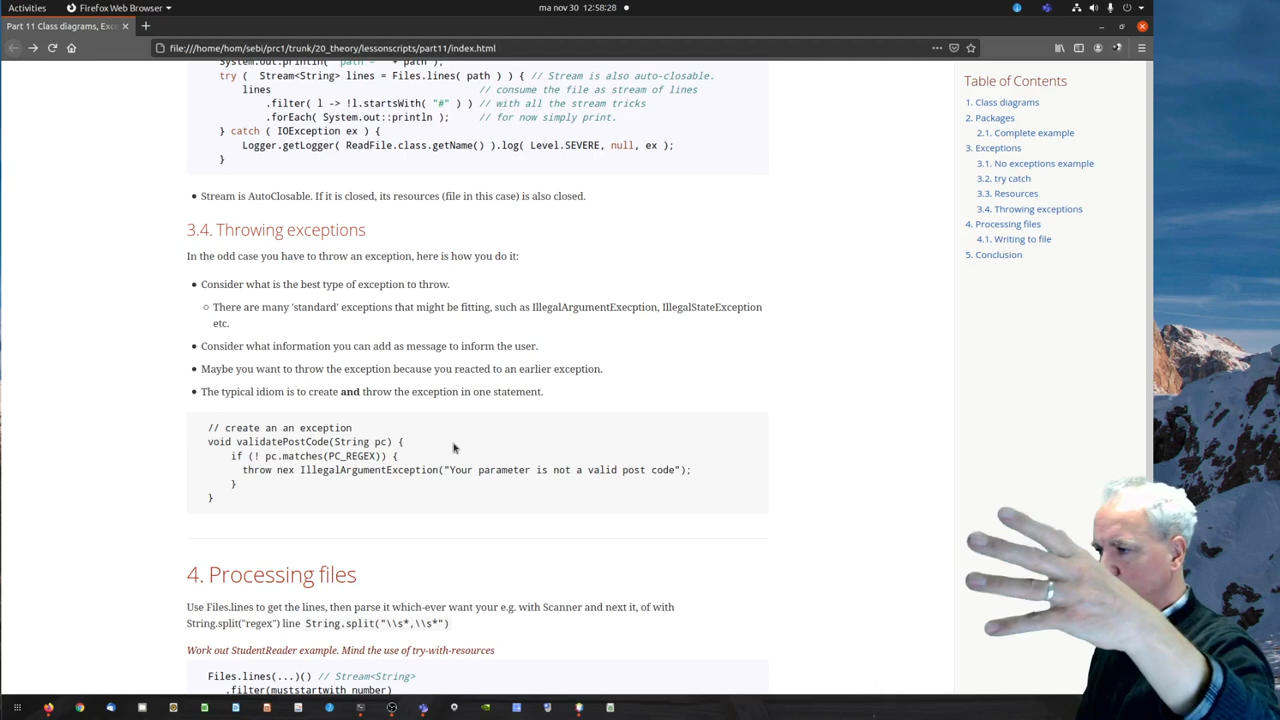 Activities
Firefox Web Browser
ma nov 30 12:58:28
Part 11 Class diagrams, Exc
file:///home/hom/sebi/prc1/trunk/20_theory/lessonscripts/part11/index.html
System.out.println( "path = " + path );
try ( Stream<String> lines = Files.lines( path ) ) { // Stream is also auto-closable.
lines // consume the file as stream of lines
.filter( l -> !l.startsWith( "#" ) ) // with all the stream tricks
.forEach( System.out::println ); // for now simply print.
} catch ( IOException ex ) {
Logger.getLogger( ReadFile.class.getName() ).log( Level.SEVERE, null, ex );
}
• Stream is AutoClosable. If it is closed, its resources (file in this case) is also closed.
3.4. Throwing exceptions
In the odd case you have to throw an exception, here is how you do it:
• Consider what is the best type of exception to throw.
There are many 'standard' exceptions that might be fitting, such as IllegalArgumentExecption, IllegalStateException
etc.
• Consider what information you can add as message to inform the user.
• Maybe you want to throw the exception because you reacted to an earlier exception.
• The typical idiom is to create and throw the exception in one statement.
// create an an exception
void validatePostCode(String pc) {
if (! pc.matches(PC_REGEX)) {
throw nex IllegalArgumentException("Your parameter is not a valid post code");
}
}
4. Processing files
Use Files.lines to get the lines, then parse it which-ever want your e.g. with Scanner and next it, of with
String.split("regex") line String.split("\\s*,\\s*")
Work out StudentReader example. Mind the use of try-with-resources
Files.lines(...)() // Stream<String>
.filter(muststartwith number)
Table of Contents
1. Class diagrams
2. Packages
2.1. Complete example
3. Exceptions
3.1. No exceptions example
3.2. try catch
3.3. Resources
3.4. Throwing exceptions
4. Processing files
4.1. Writing to file
5. Conclusion